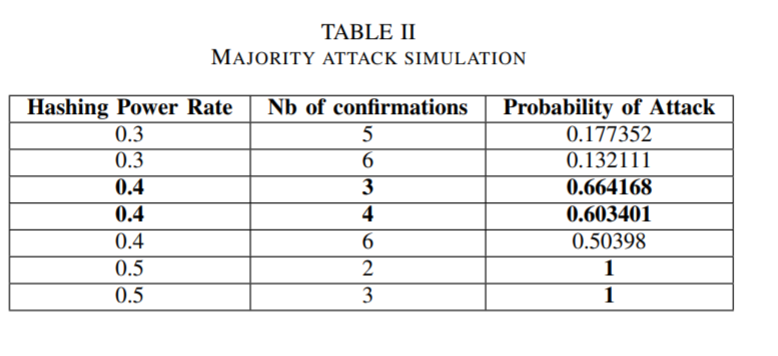 TABLE II
MAJORITY ATTACK SIMULATION
Hashing Power Rate Nb of confirmations Probability of Attack
0.3 5 0.177352
0.3 6 0.132111
0.4 3 0.664168
0.4 4 0.603401
0.4 6 0.50398
0.5 2 1
0.5 3 1